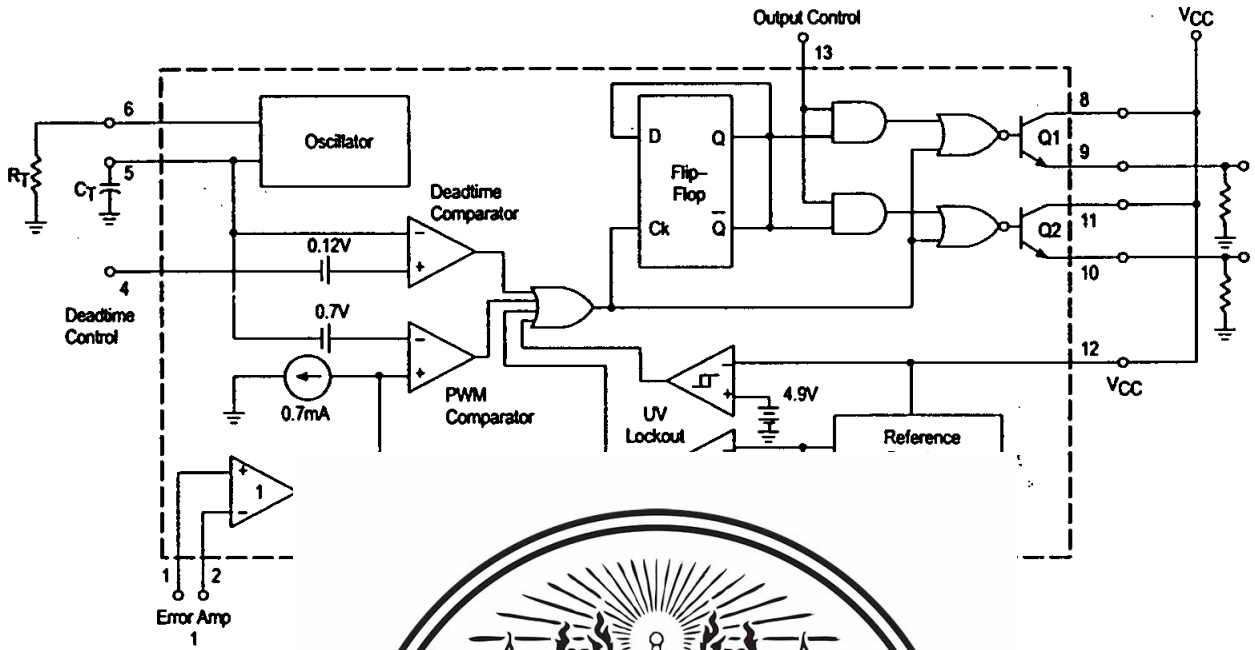 Output Control
13
VCC
6
Oscillator
RT
5
CT
Deadtime
Comparator
0.12V
4
Deadtime
Control
0.7V
0.7mA
PWM
Comparator
D
Q
Flip–
Flop
Ck
Q̅
8
Q1
9
11
Q2
10
12
VCC
4.9V
UV
Lockout
Reference
1
1
2
Error Amp
1
+
−